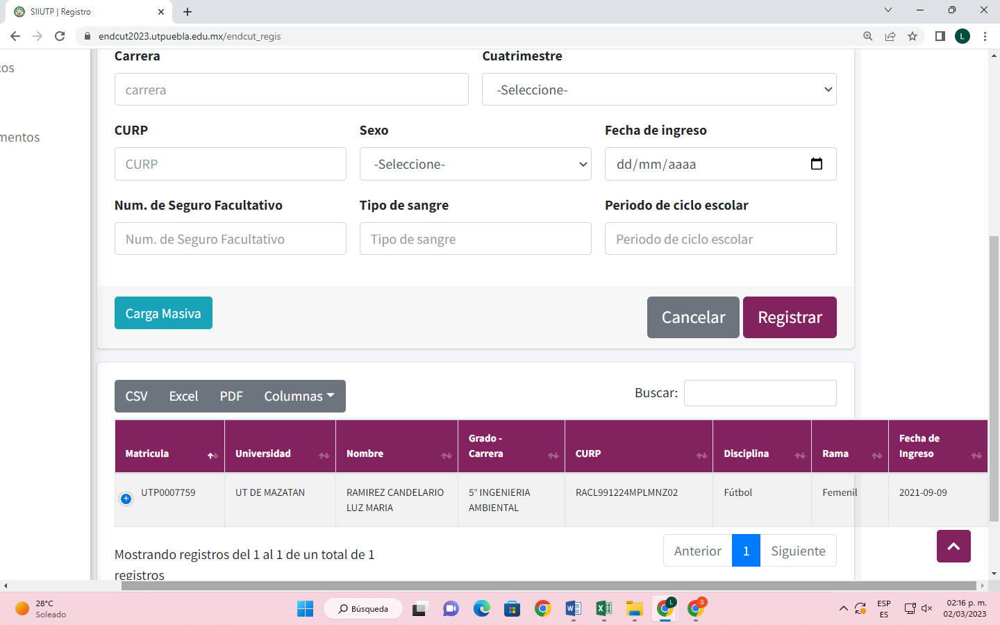 SIIUTP | Registro
endcut2023.utpuebla.edu.mx/endcut_regis
L
cos
mentos
Carrera
Cuatrimestre
carrera
-Seleccione-
CURP
Sexo
Fecha de ingreso
CURP
-Seleccione-
dd/mm/aaaa
Num. de Seguro Facultativo
Tipo de sangre
Periodo de ciclo escolar
Num. de Seguro Facultativo
Tipo de sangre
Periodo de ciclo escolar
Carga Masiva
Cancelar
Registrar
CSV
Excel
PDF
Columnas
Buscar:
Matricula
Universidad
Nombre
Grado -
Carrera
CURP
Disciplina
Rama
Fecha de
Ingreso
UTP0007759
UT DE MAZATAN
RAMIREZ CANDELARIO
LUZ MARIA
5° INGENIERIA
AMBIENTAL
RACL991224MPLMNZ02
Fútbol
Femenil
2021-09-09
Mostrando registros del 1 al 1 de un total de 1
registros
Anterior
1
Siguiente
28°C
Soleado
Búsqueda
L
S
ESP
ES
02:16 p. m.
02/03/2023